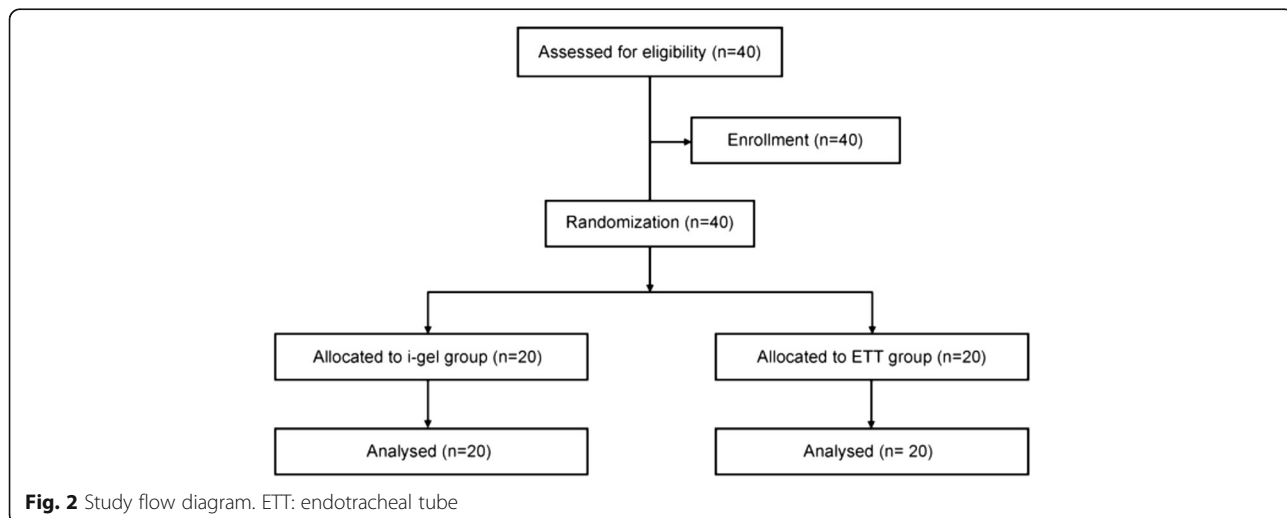 Assessed for eligibility (n=40)
Enrollment (n=40)
Randomization (n=40)
Allocated to i-gel group (n=20)
Allocated to ETT group (n=20)
Analysed (n=20)
Analysed (n= 20)
Fig. 2 Study flow diagram. ETT: endotracheal tube